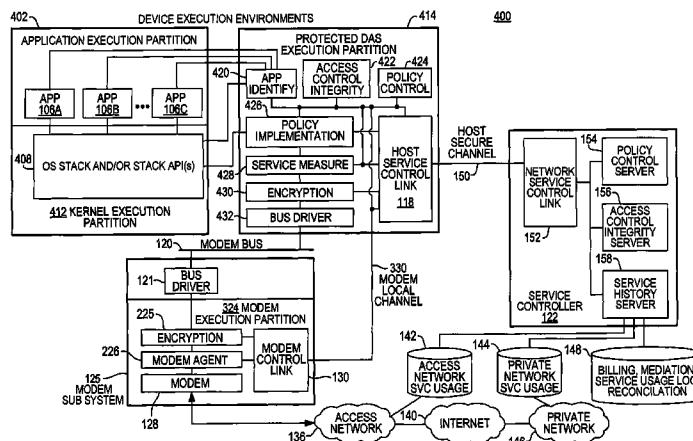 DEVICE EXECUTION ENVIRONMENTS
402
414
400
APPLICATION EXECUTION PARTITION
PROTECTED DAS
EXECUTION PARTITION
420
422
424
APP
IDENTIFY
ACCESS
CONTROL
INTEGRITY
POLICY
CONTROL
APP
106A
APP
106B
•••
APP
106C
426
POLICY
IMPLEMENTATION
408
OS STACK AND/OR STACK API(s)
428
SERVICE MEASURE
430
ENCRYPTION
432
BUS DRIVER
HOST
SERVICE
CONTROL
LINK
118
412 KERNEL EXECUTION
PARTITION
HOST
SECURE
CHANNEL
150
NETWORK
SERVICE
CONTROL
LINK
152
154
POLICY
CONTROL
SERVER
156
ACCESS
CONTROL
INTEGRITY
SERVER
158
SERVICE
HISTORY
SERVER
SERVICE
CONTROLLER
122
120
MODEM BUS
121
BUS
DRIVER
330
MODEM
LOCAL
CHANNEL
225
324 MODEM
EXECUTION
PARTITION
ENCRYPTION
226
MODEM AGENT
MODEM
CONTROL
LINK
125
MODEM
SUB SYSTEM
MODEM
128
130
142
ACCESS
NETWORK
SVC USAGE
144
PRIVATE
NETWORK
SVC USAGE
148
BILLING, MEDIATION
SERVICE USAGE LOG
RECONCILATION
ACCESS
NETWORK
136
140
INTERNET
PRIVATE
NETWORK
146